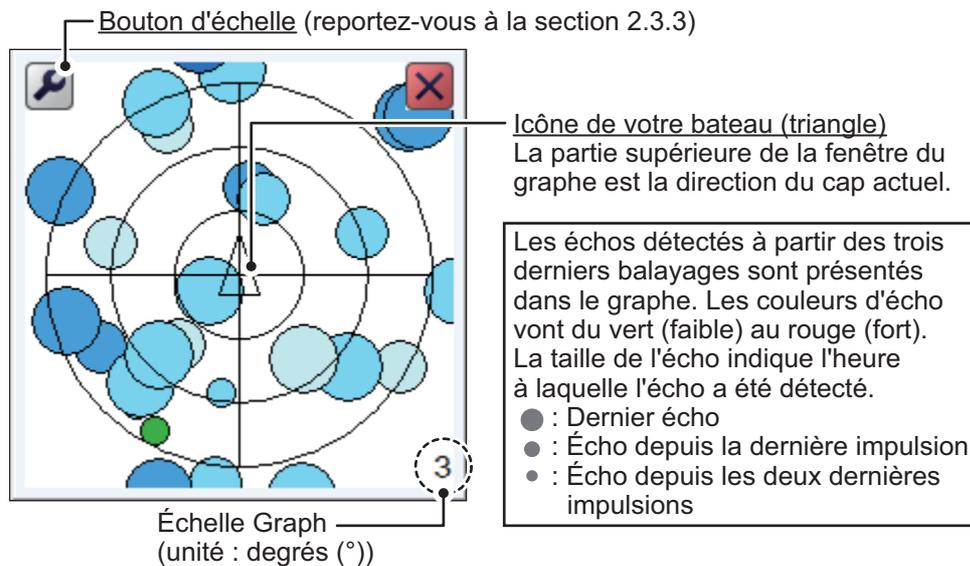 Bouton d'échelle (reportez-vous à la section 2.3.3)
Icône de votre bateau (triangle)
La partie supérieure de la fenêtre du
graphe est la direction du cap actuel.
Les échos détectés à partir des trois
derniers balayages sont présentés
dans le graphe. Les couleurs d'écho
vont du vert (faible) au rouge (fort).
La taille de l'écho indique l'heure
à laquelle l'écho a été détecté.
: Dernier écho
: Écho depuis la dernière impulsion
: Écho depuis les deux dernières
impulsions
3
Échelle Graph
(unité : degrés (°))